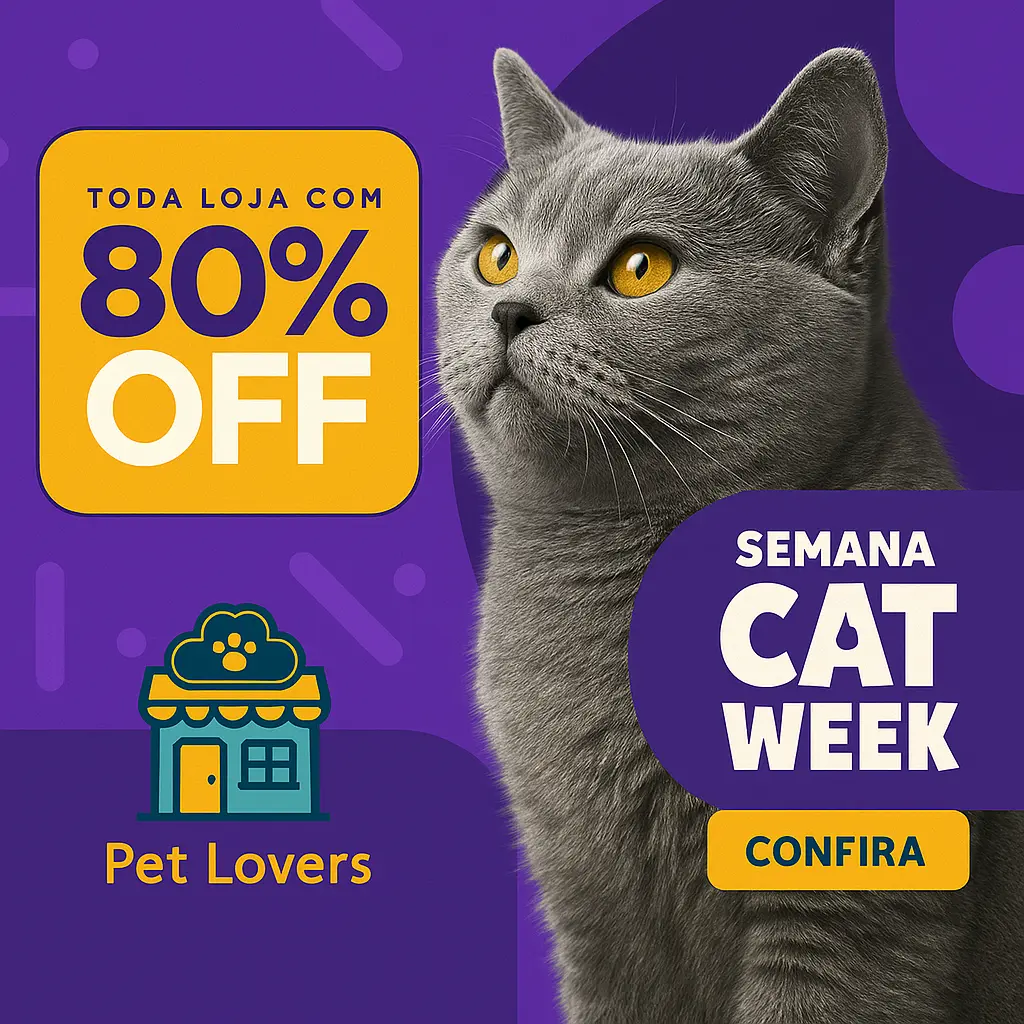 TODA LOJA COM
80%
OFF
SEMANA
CAT
WEEK
CONFIRA
Pet Lovers